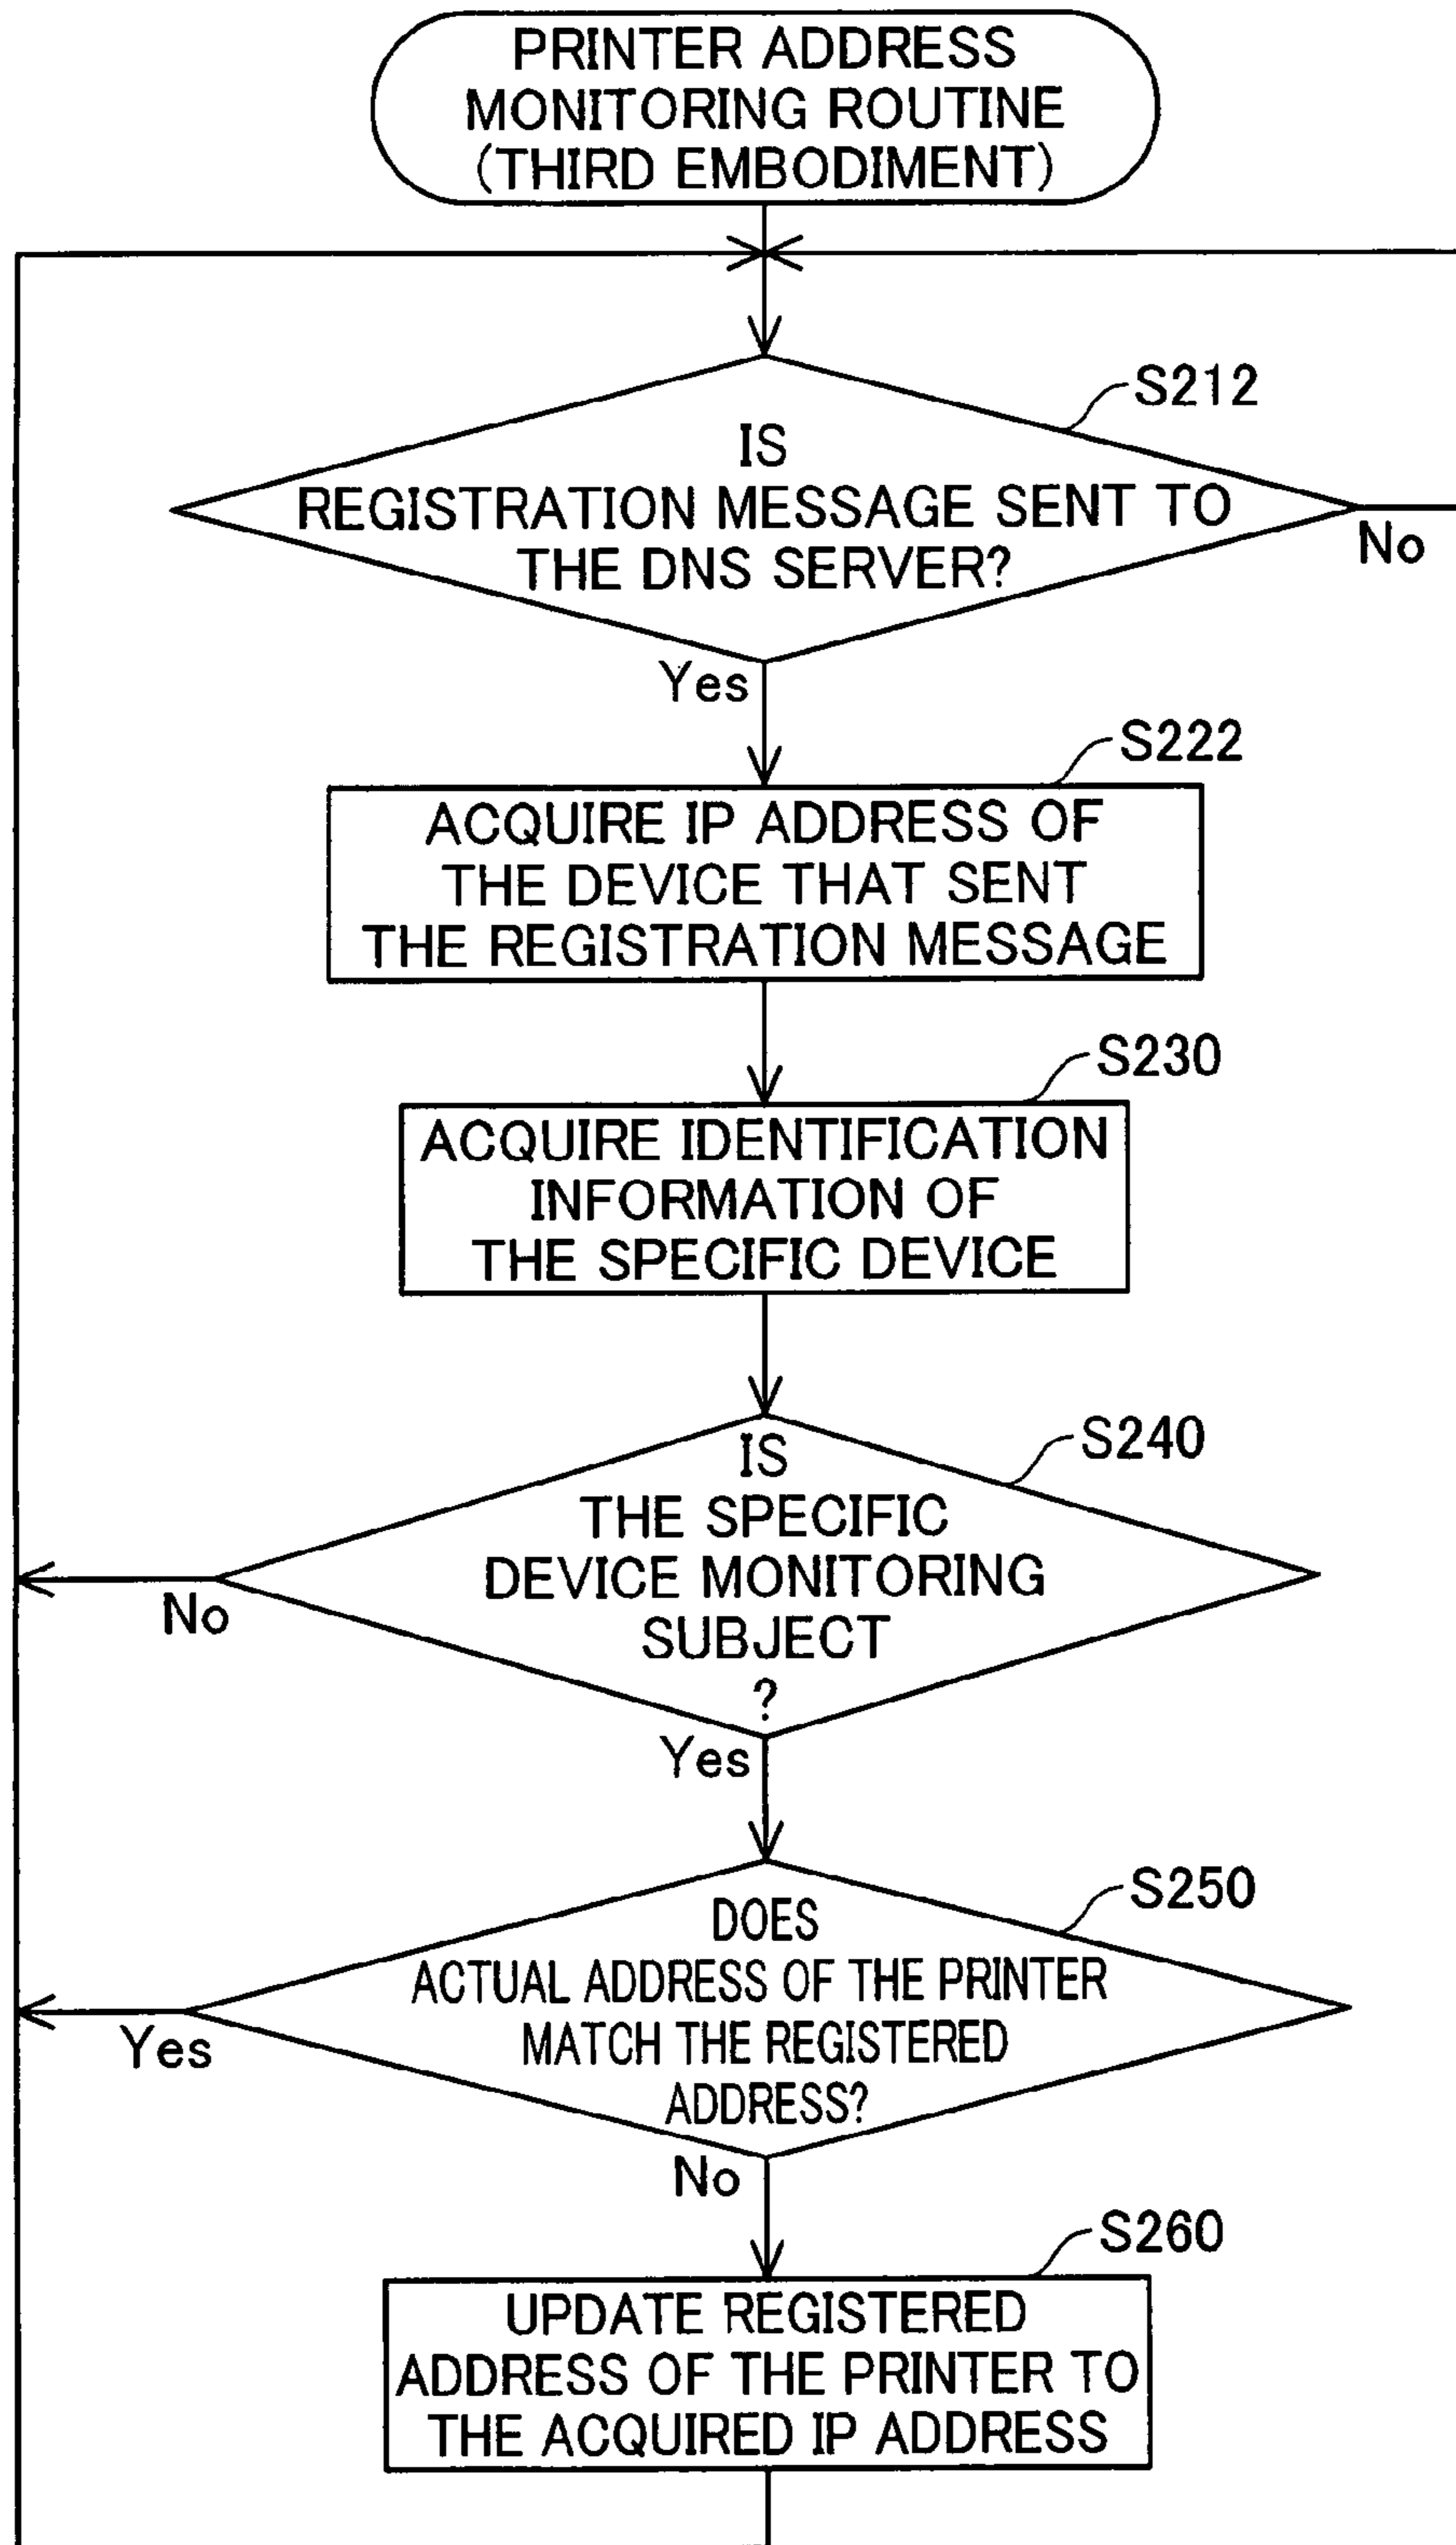 PRINTER ADDRESS
MONITORING ROUTINE
(THIRD EMBODIMENT)
S212
IS
REGISTRATION MESSAGE SENT TO
THE DNS SERVER?
No
Yes
S222
ACQUIRE IP ADDRESS OF
THE DEVICE THAT SENT
THE REGISTRATION MESSAGE
S230
ACQUIRE IDENTIFICATION
INFORMATION OF
THE SPECIFIC DEVICE
S240
IS
THE SPECIFIC
DEVICE MONITORING
SUBJECT
?
No
Yes
S250
DOES
ACTUAL ADDRESS OF THE PRINTER
MATCH THE REGISTERED
ADDRESS?
Yes
No
S260
UPDATE REGISTERED
ADDRESS OF THE PRINTER TO
THE ACQUIRED IP ADDRESS